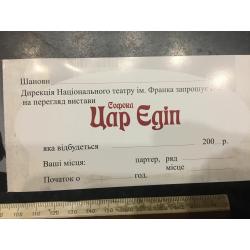 Шановн
Дирекція Національного театру ім. Франка запрошує
на перегляд вистави
Софокл
Цар Едіп
яка відбудеться 200 р.
Ваші місця: партер, ряд
місце
Початок о год.